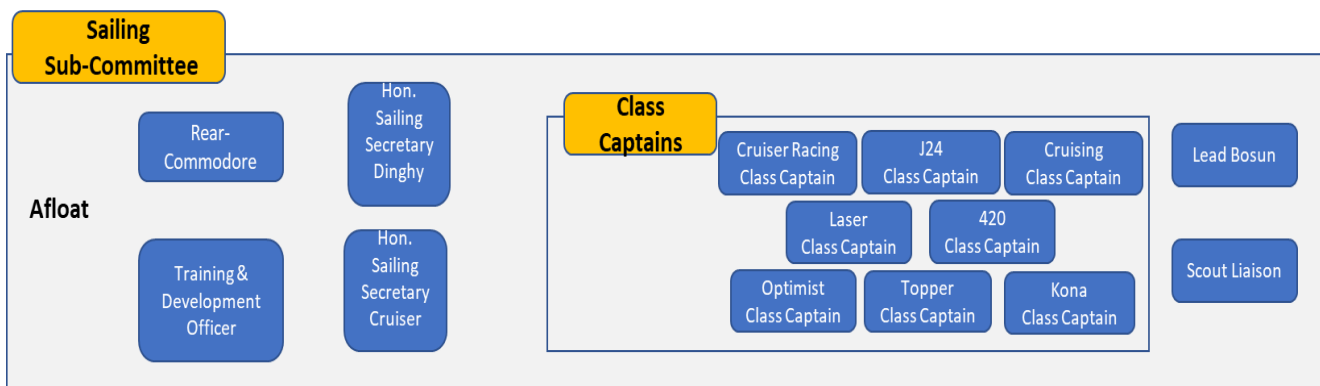 Sailing
Sub-Committee
Afloat
Rear-
Commodore
Training &
Development
Officer
Hon.
Sailing
Secretary
Dinghy
Hon.
Sailing
Secretary
Cruiser
Class
Captains
Cruiser Racing
Class Captain
J24
Class Captain
Cruising
Class Captain
Laser
Class Captain
420
Class Captain
Optimist
Class Captain
Topper
Class Captain
Kona
Class Captain
Lead Bosun
Scout Liaison